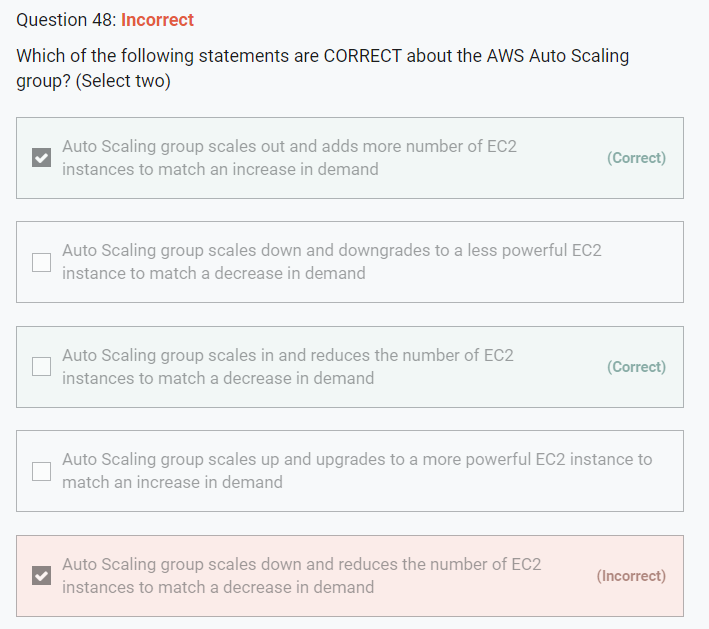 Question 48: Incorrect
Which of the following statements are CORRECT about the AWS Auto Scaling
group? (Select two)
Auto Scaling group scales out and adds more number of EC2
instances to match an increase in demand
(Correct)
Auto Scaling group scales down and downgrades to a less powerful EC2
instance to match a decrease in demand
Auto Scaling group scales in and reduces the number of EC2
instances to match a decrease in demand
(Correct)
Auto Scaling group scales up and upgrades to a more powerful EC2 instance to
match an increase in demand
Auto Scaling group scales down and reduces the number of EC2
instances to match a decrease in demand
(Incorrect)